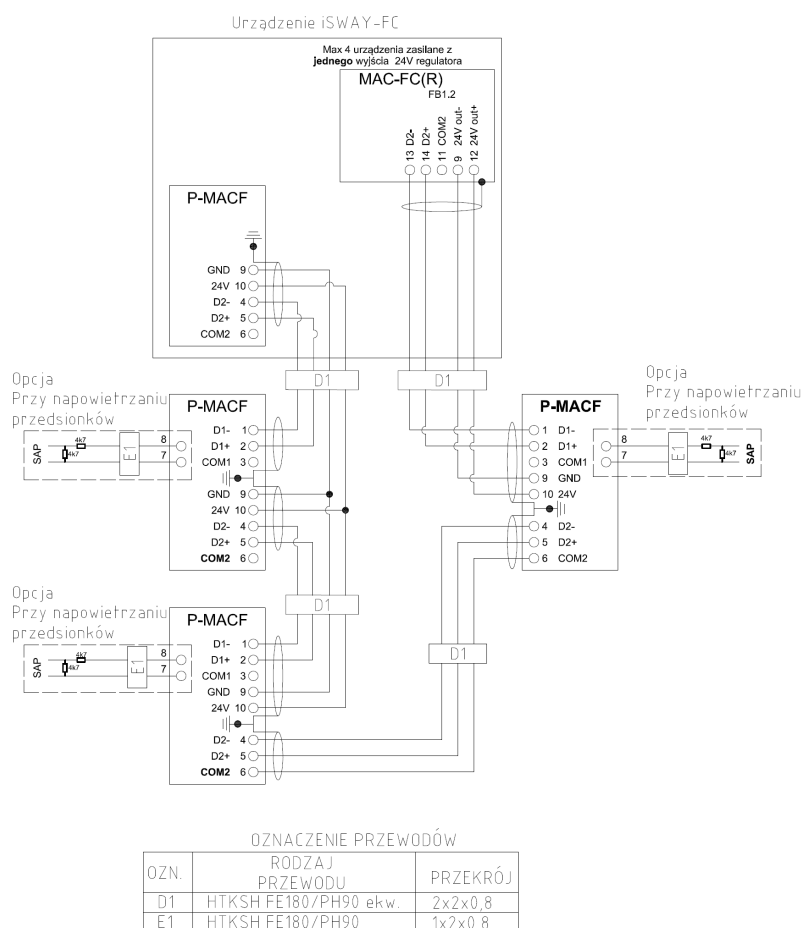 Urządzenie iSWAY-FC
Max 4 urządzenia zasilane z
jednego wyjścia 24V regulatora
MAC-FC(R)
FB1.2
13 D2-
14 D2+
11 COM2
9 24V out-
12 24V out+
P-MACF
GND 9
24V 10
D2- 4
D2+ 5
COM2 6
D1
D1
Opcja
Przy napowietrzaniu
przedsionków
SAP
4k7
4k7
E1
8
7
P-MACF
D1- 1
D1+ 2
COM1 3
GND 9
24V 10
D2- 4
D2+ 5
COM2 6
Opcja
Przy napowietrzaniu
przedsionków
P-MACF
1 D1-
2 D1+
3 COM1
9 GND
10 24V
4 D2-
5 D2+
6 COM2
8
7
E1
4k7
4k7
SAP
D1
D1
Opcja
Przy napowietrzaniu
przedsionków
SAP
4k7
4k7
E1
8
7
P-MACF
D1- 1
D1+ 2
COM1 3
GND 9
24V 10
D2- 4
D2+ 5
COM2 6
OZNACZENIE PRZEWODÓW
OZN. RODZAJ PRZEWODU PRZEKRÓJ
D1 HTKSH FE180/PH90 ekw. 2x2x0,8
E1 HTKSH FE180/PH90 1x2x0,8